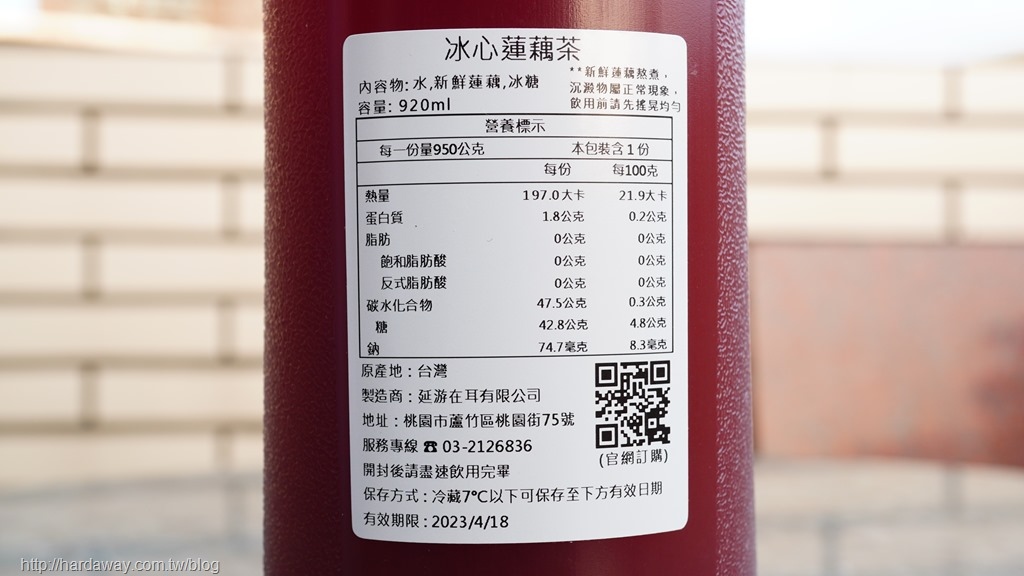 冰心蓮藕茶
內容物: 水,新鮮蓮藕,冰糖
容量: 920ml
**新鮮蓮藕熬煮，
沉澱物屬正常現象，
飲用前請先搖晃均勻
營養標示
每一份量950公克 本包裝含1份
每份 每100克
熱量 197.0大卡 21.9大卡
蛋白質 1.8公克 0.2公克
脂肪 0公克 0公克
飽和脂肪酸 0公克 0公克
反式脂肪酸 0公克 0公克
碳水化合物 47.5公克 0.3公克
糖 42.8公克 4.8公克
鈉 74.7毫克 8.3毫克
原產地：台灣
製造商：延游在耳有限公司
地址：桃園市蘆竹區桃園街75號
服務專線 ☎ 03-2126836
(官網訂購)
開封後請盡速飲用完畢
保存方式：冷藏7°C以下可保存至下方有效日期
有效期限：2023/4/18
http://hardaway.com.tw/blog